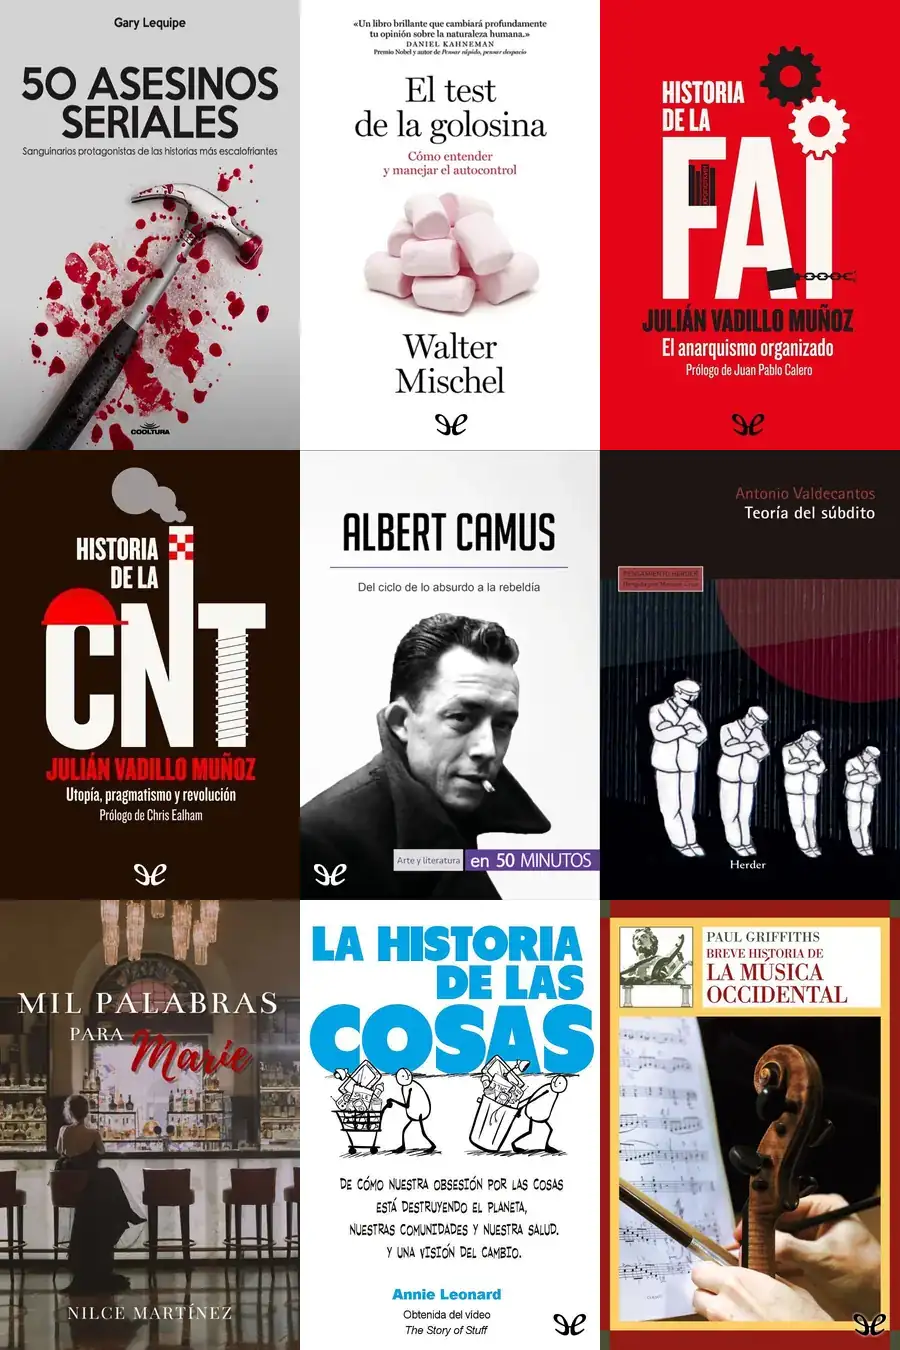 Gary Lequipe
50 ASESINOS
SERIALES
Sanguinarios protagonistas de las historias más escalofriantes
COOLTURA
«Un libro brillante que cambiará profundamente
tu opinión sobre la naturaleza humana.»
DANIEL KAHNEMAN
Premio Nobel y autor de Pensar rápido, pensar despacio
El test
de la golosina
Cómo entender
y manejar el autocontrol
Walter
Mischel
HISTORIA
DE LA
FAI
JULIÁN VADILLO MUÑOZ
El anarquismo organizado
Prólogo de Juan Pablo Calero
HISTORIA
DE LA
CNT
JULIÁN VADILLO MUÑOZ
Utopía, pragmatismo y revolución
Prólogo de Chris Ealham
ALBERT CAMUS
Del ciclo de lo absurdo a la rebeldía
Arte y literatura
en 50 MINUTOS
Antonio Valdecantos
Teoría del súbdito
PENSAMIENTO HERDER
Herder
MIL PALABRAS
PARA Marie
NILCE MARTÍNEZ
LA HISTORIA
DE LAS
COSAS
DE CÓMO NUESTRA OBSESIÓN POR LAS COSAS
ESTÁ DESTRUYENDO EL PLANETA,
NUESTRAS COMUNIDADES Y NUESTRA SALUD.
Y UNA VISIÓN DEL CAMBIO.
Annie Leonard
Obtenida del vídeo
The Story of Stuff
PAUL GRIFFITHS
BREVE HISTORIA DE
LA MÚSICA
OCCIDENTAL